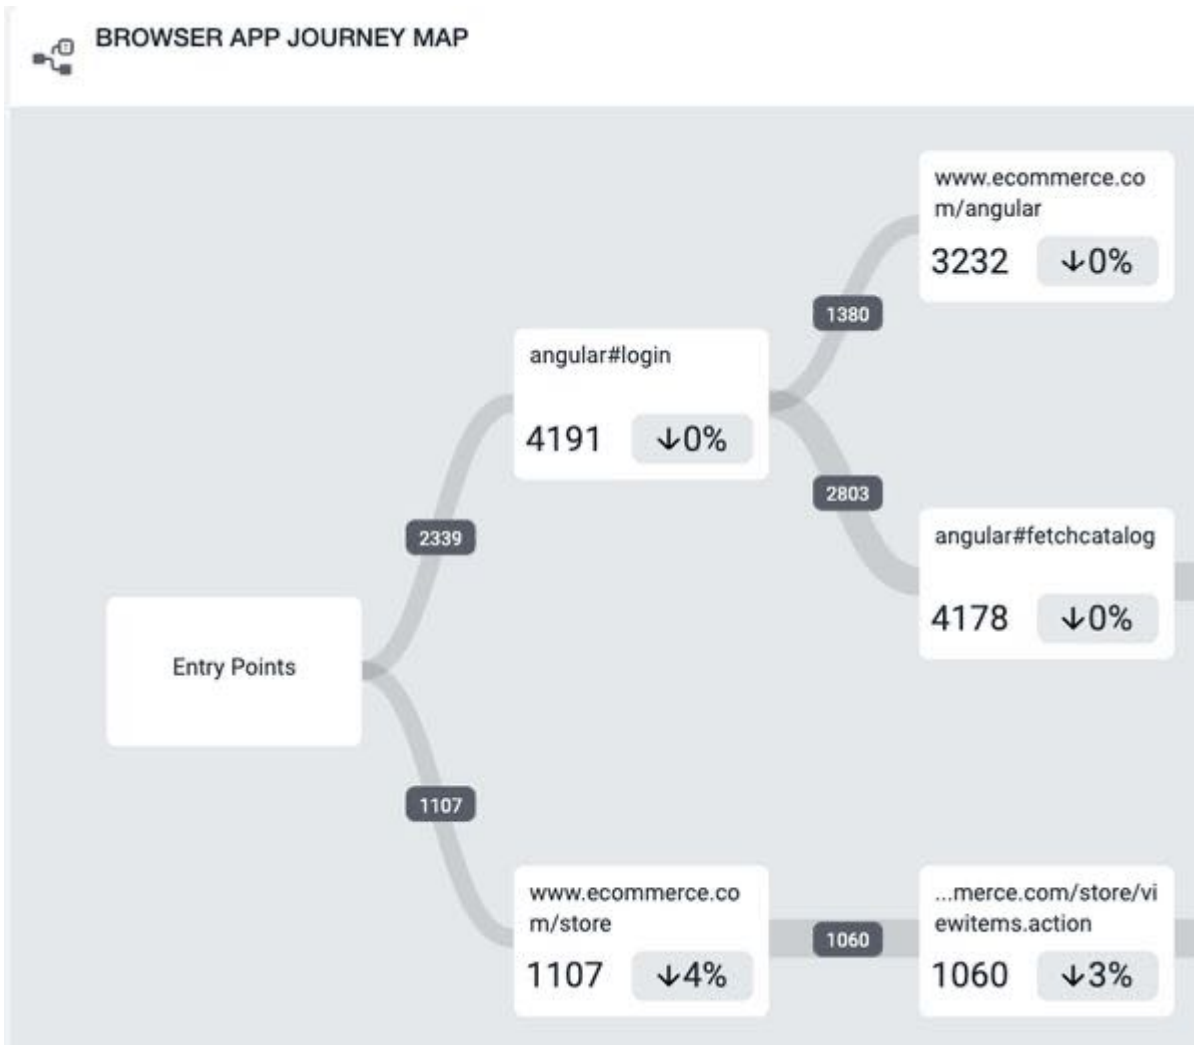 BROWSER APP JOURNEY MAP
www.ecommerce.co
m/angular
3232 ↓0%
1380
angular#login
4191 ↓0%
2803
2339
angular#fetchcatalog
4178 ↓0%
Entry Points
1107
www.ecommerce.co
m/store
1107 ↓4%
1060
...merce.com/store/vi
ewitems.action
1060 ↓3%